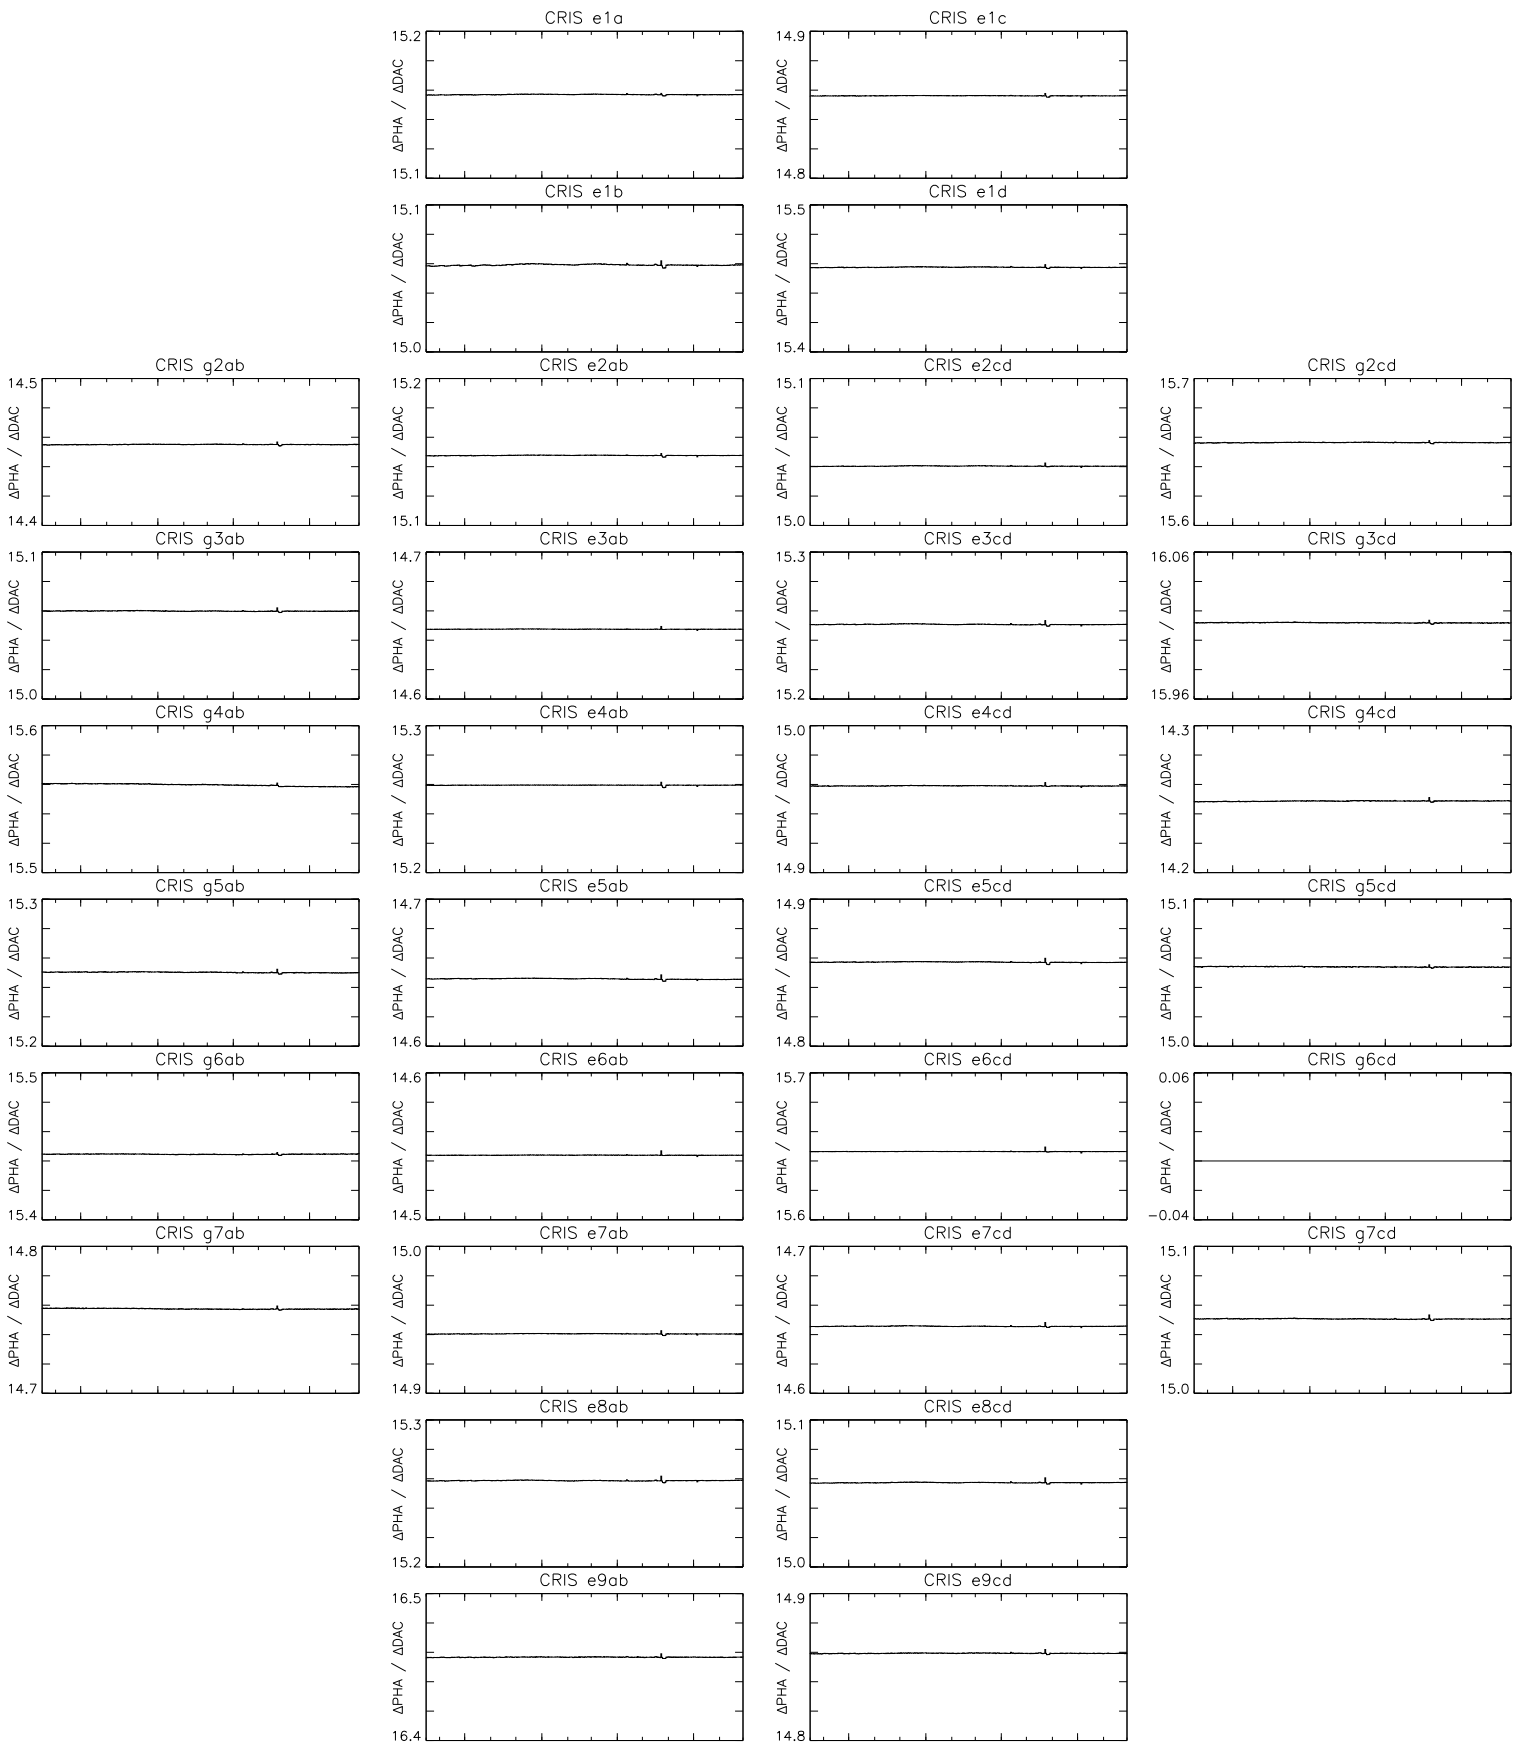 CRIS e1a
15.2
ΔPHA / ΔDAC
15.1
CRIS e1c
14.9
ΔPHA / ΔDAC
14.8
CRIS e1b
15.1
ΔPHA / ΔDAC
15.0
CRIS e1d
15.5
ΔPHA / ΔDAC
15.4
CRIS g2ab
14.5
ΔPHA / ΔDAC
14.4
CRIS e2ab
15.2
ΔPHA / ΔDAC
15.1
CRIS e2cd
15.1
ΔPHA / ΔDAC
15.0
CRIS g2cd
15.7
ΔPHA / ΔDAC
15.6
CRIS g3ab
15.1
ΔPHA / ΔDAC
15.0
CRIS e3ab
14.7
ΔPHA / ΔDAC
14.6
CRIS e3cd
15.3
ΔPHA / ΔDAC
15.2
CRIS g3cd
16.06
ΔPHA / ΔDAC
15.96
CRIS g4ab
15.6
ΔPHA / ΔDAC
15.5
CRIS e4ab
15.3
ΔPHA / ΔDAC
15.2
CRIS e4cd
15.0
ΔPHA / ΔDAC
14.9
CRIS g4cd
14.3
ΔPHA / ΔDAC
14.2
CRIS g5ab
15.3
ΔPHA / ΔDAC
15.2
CRIS e5ab
14.7
ΔPHA / ΔDAC
14.6
CRIS e5cd
14.9
ΔPHA / ΔDAC
14.8
CRIS g5cd
15.1
ΔPHA / ΔDAC
15.0
CRIS g6ab
15.5
ΔPHA / ΔDAC
15.4
CRIS e6ab
14.6
ΔPHA / ΔDAC
14.5
CRIS e6cd
15.7
ΔPHA / ΔDAC
15.6
CRIS g6cd
0.06
ΔPHA / ΔDAC
−0.04
CRIS g7ab
14.8
ΔPHA / ΔDAC
14.7
CRIS e7ab
15.0
ΔPHA / ΔDAC
14.9
CRIS e7cd
14.7
ΔPHA / ΔDAC
14.6
CRIS g7cd
15.1
ΔPHA / ΔDAC
15.0
CRIS e8ab
15.3
ΔPHA / ΔDAC
15.2
CRIS e8cd
15.1
ΔPHA / ΔDAC
15.0
CRIS e9ab
16.5
ΔPHA / ΔDAC
16.4
CRIS e9cd
14.9
ΔPHA / ΔDAC
14.8